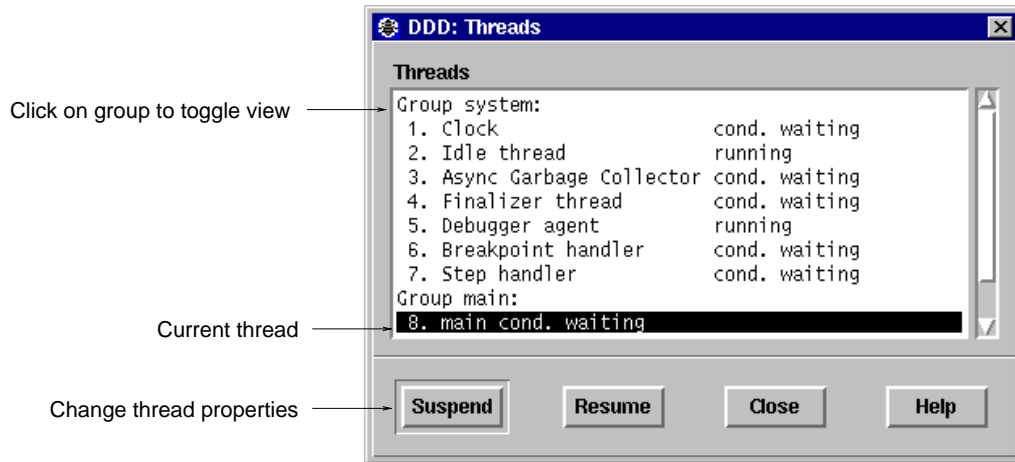 DDD: Threads
Threads
Click on group to toggle view
Group system:
1. Clock cond. waiting
2. Idle thread running
3. Async Garbage Collector cond. waiting
4. Finalizer thread cond. waiting
5. Debugger agent running
6. Breakpoint handler cond. waiting
7. Step handler cond. waiting
Group main:
Current thread
8. main cond. waiting
Change thread properties
Suspend Resume Close Help